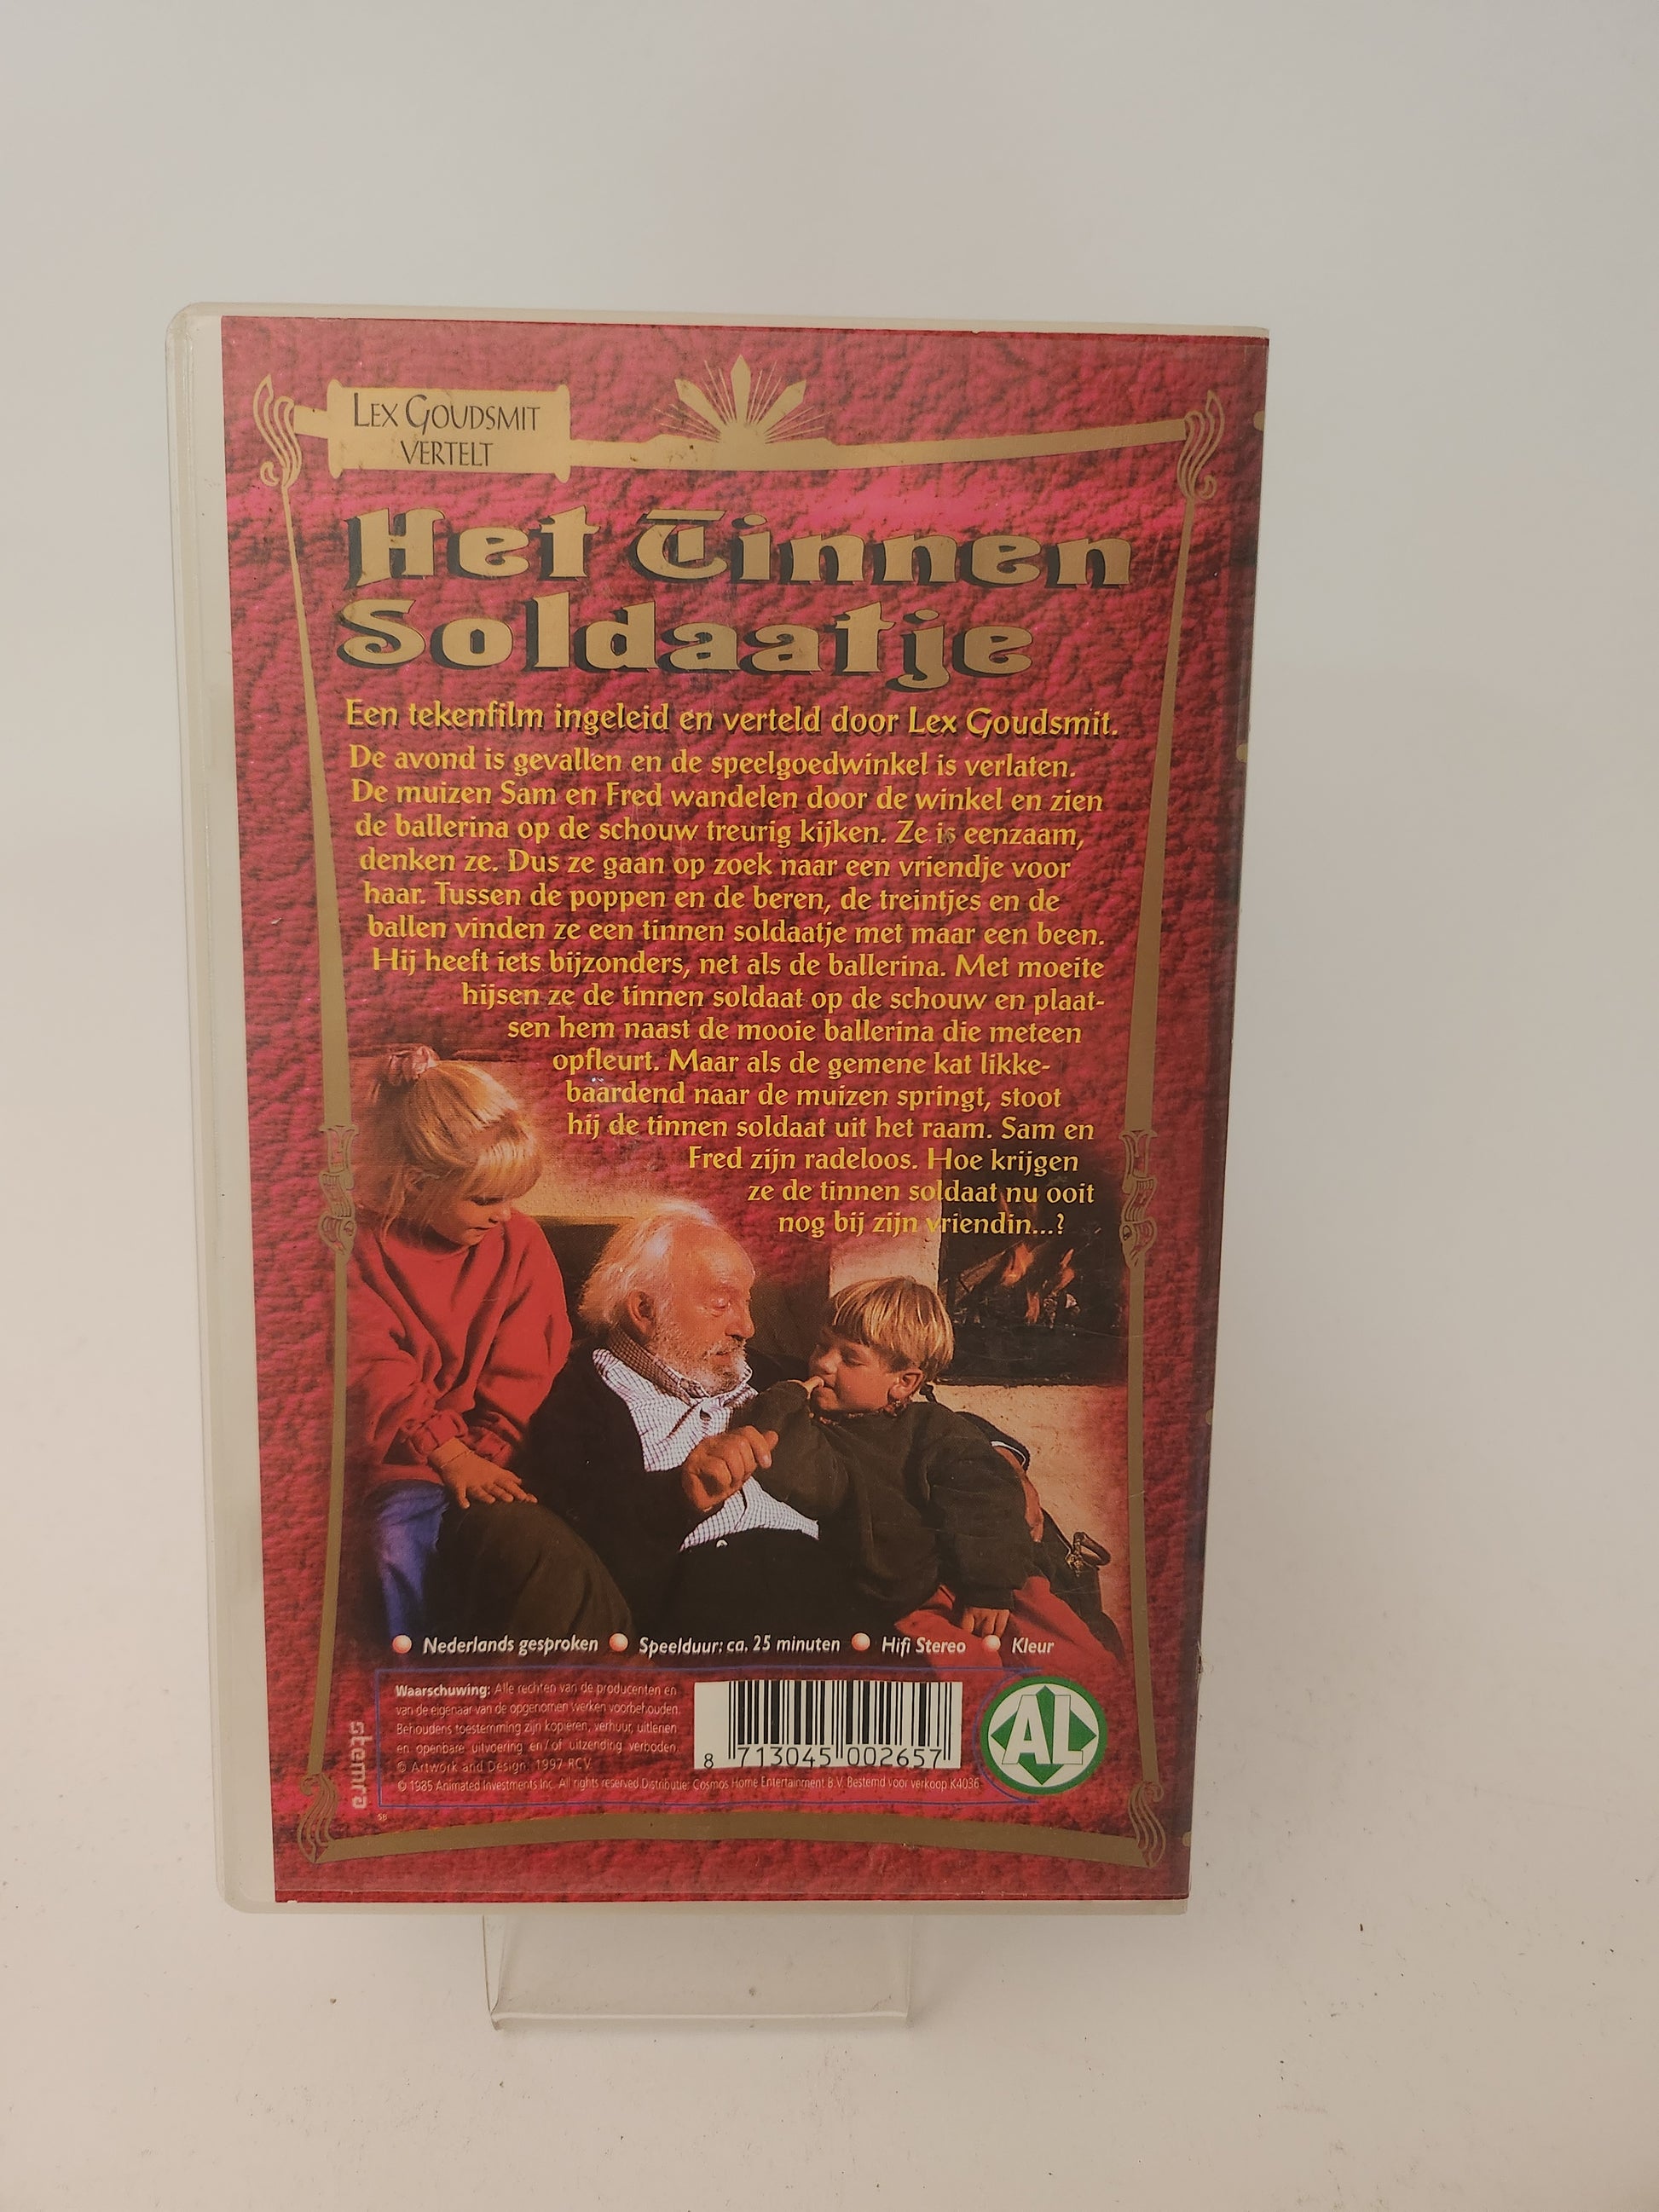 LEX GOUDSMIT
VERTELT
Het Tinnen
Soldaatje
Een tekenfilm ingeleid en verteld door Lex Goudsmit.
De avond is gevallen en de speelgoedwinkel is verlaten.
De muizen Sam en Fred wandelen door de winkel en zien
de ballerina op de schouw treurig kijken. Ze is eenzaam,
denken ze. Dus ze gaan op zoek naar een vriendje voor
haar. Tussen de poppen en de beren, de treintjes en de
ballen vinden ze een tinnen soldaatje met maar een been.
Hij heeft iets bijzonders, net als de ballerina. Met moeite
hijsen ze de tinnen soldaat op de schouw en plaat-
sen hem naast de mooie ballerina die meteen
opfleurt. Maar als de gemene kat likke-
baardend naar de muizen springt, stoot
hij de tinnen soldaat uit het raam. Sam en
Fred zijn radeloos. Hoe krijgen
ze de tinnen soldaat nu ooit
nog bij zijn vriendin...?
Nederlands gesproken Speelduur: ca. 25 minuten Hifi Stereo Kleur
Waarschuwing: Alle rechten van de producenten en
van de eigenaar van de opgenomen werken voorbehouden.
Behoudens toestemming zijn kopiëren, verhuur, uitlenen
en openbare uitvoering en/of uitzending verboden.
© Artwork and Design: 1997 RCV
© 1985 Animated Investments Inc. All rights reserved Distributie: Cosmos Home Entertainment B.V. Bestemd voor verkoop K4036
8 713045 002657
AL
stemra
SB